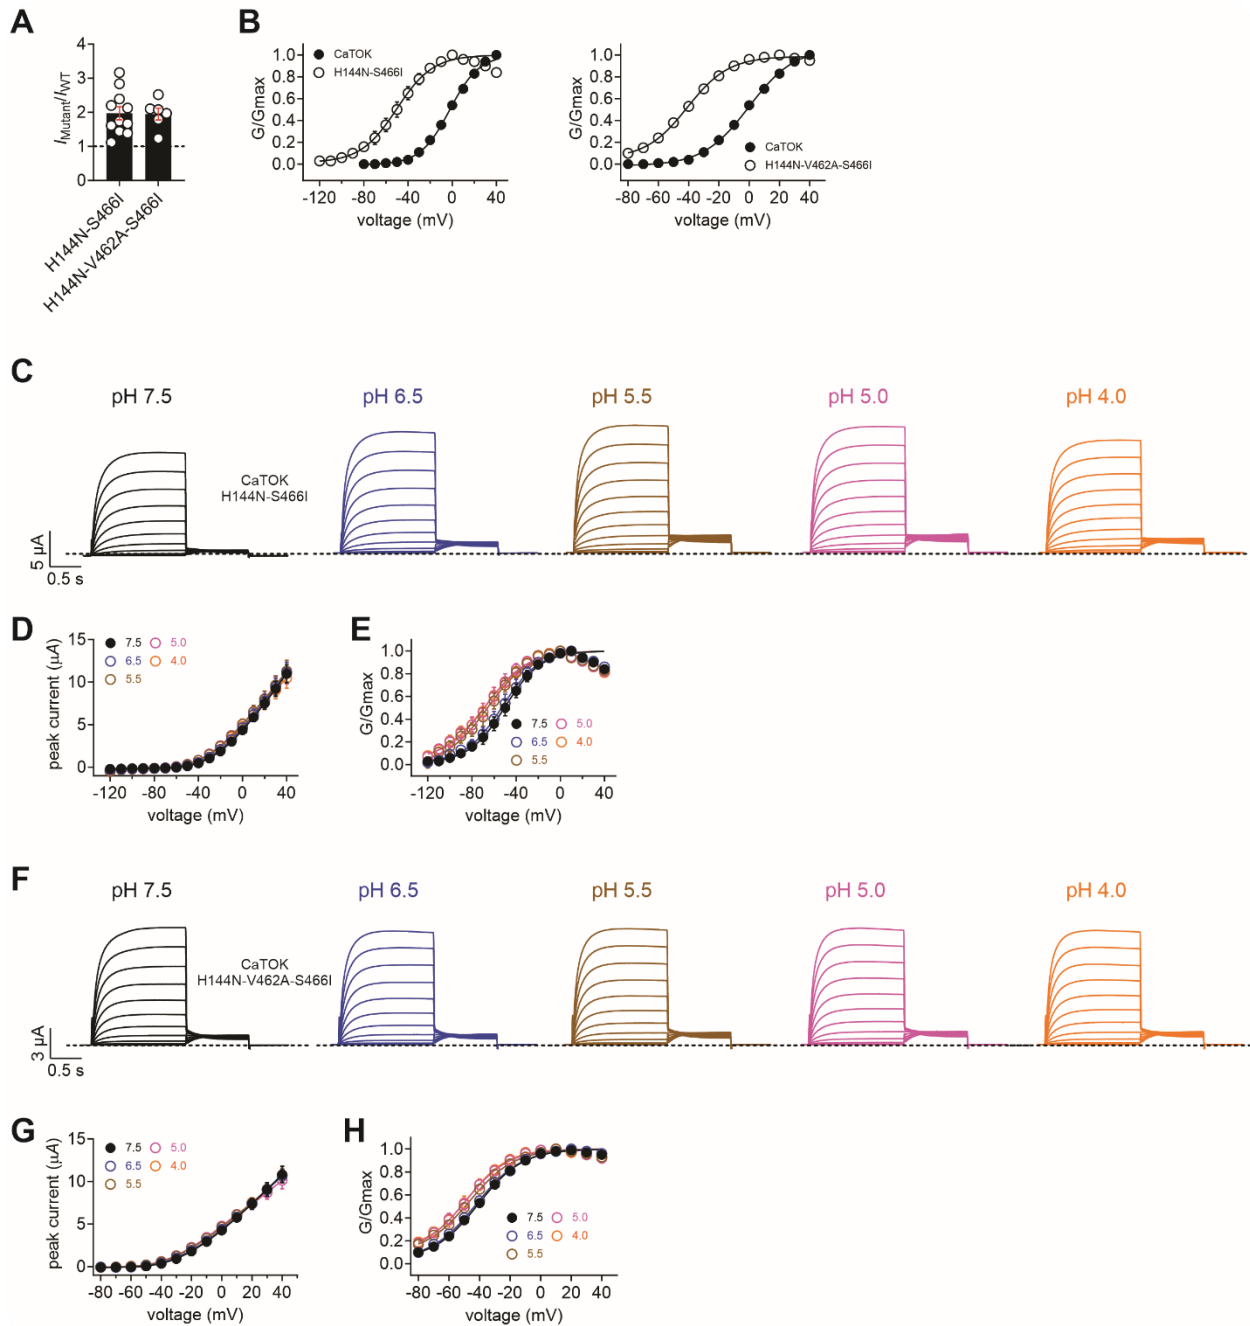 A
I_Mutant/I_WT
4
3
2
1
0
H144N-S466I
H144N-V462A-S466I
B
G/Gmax
1.0
0.8
0.6
0.4
0.2
0.0
CaTOK
H144N-S466I
-120 -80 -40 0 40
voltage (mV)
G/Gmax
1.0
0.8
0.6
0.4
0.2
0.0
CaTOK
H144N-V462A-S466I
-80 -60 -40 -20 0 20 40
voltage (mV)
C
pH 7.5 pH 6.5 pH 5.5 pH 5.0 pH 4.0
CaTOK
H144N-S466I
5 µA
0.5 s
D
peak current (µA)
15
10
5
0
7.5 5.0
6.5 4.0
5.5
-120 -80 -40 0 40
voltage (mV)
E
G/Gmax
1.0
0.8
0.6
0.4
0.2
0.0
7.5 5.0
6.5 4.0
5.5
-120 -80 -40 0 40
voltage (mV)
F
pH 7.5 pH 6.5 pH 5.5 pH 5.0 pH 4.0
CaTOK
H144N-V462A-S466I
3 µA
0.5 s
G
peak current (µA)
15
10
5
0
7.5 5.0
6.5 4.0
5.5
-80 -60 -40 -20 0 20 40
voltage (mV)
H
G/Gmax
1.0
0.8
0.6
0.4
0.2
0.0
7.5 5.0
6.5 4.0
5.5
-80 -60 -40 -20 0 20 40
voltage (mV)